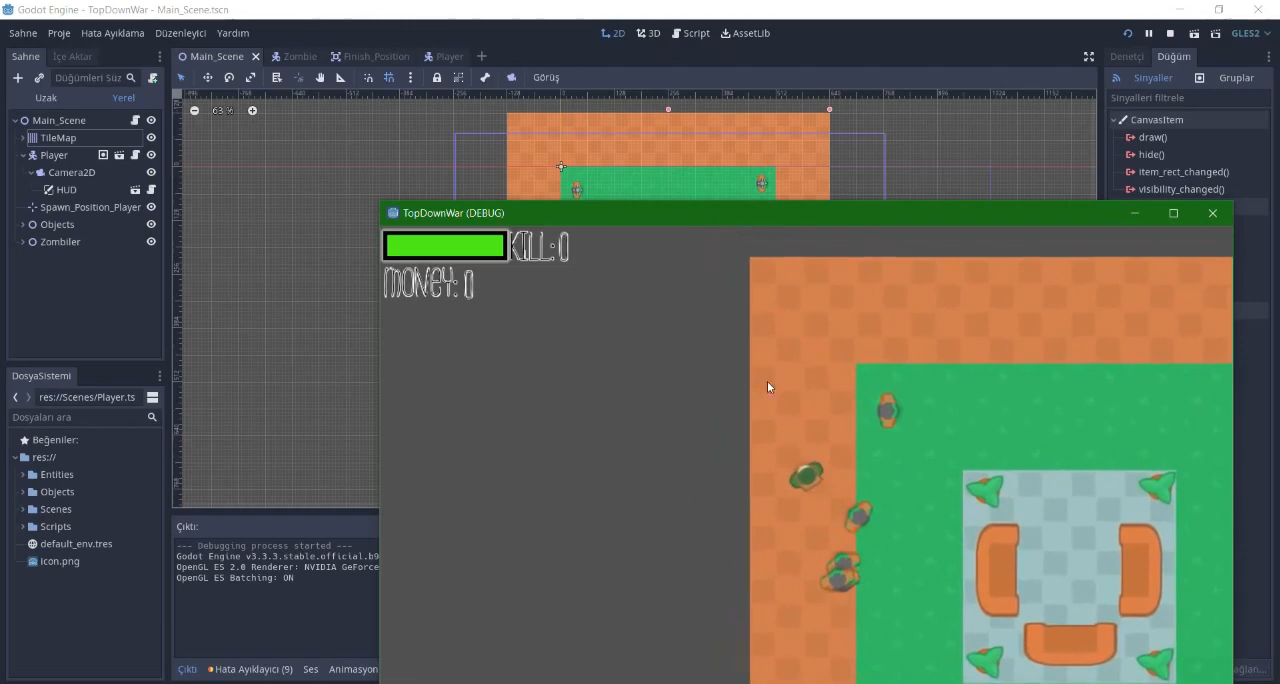 Godot Engine - TopDownWar - Main_Scene.tscn
Sahne Proje Hata Ayıklama Düzenleyici Yardım
2D 3D Script AssetLib
GLES2
Sahne İçe Aktar
Main_Scene Zombie Finish_Position Player
Denetçi Düğüm
Düğümleri Süz
Görüş
Sinyaller Gruplar
Uzak Yerel
Sinyalleri filtrele
63 %
Main_Scene
CanvasItem
TileMap
draw()
Player
hide()
Camera2D
item_rect_changed()
HUD
visibility_changed()
Spawn_Position_Player
Objects
Zombiler
TopDownWar (DEBUG)
KILL: 0
MONEY: 0
DosyaSistemi
res://Scenes/Player.ts
Dosyaları ara
Beğeniler:
res://
Entities
Objects
Scenes
Scripts
default_env.tres
icon.png
Çıktı:
--- Debugging process started ---
Godot Engine v3.3.3.stable.official.b9
OpenGL ES 2.0 Renderer: NVIDIA GeForce
OpenGL ES Batching: ON
Çıktı Hata Ayıklayıcı (9) Ses Animasyon